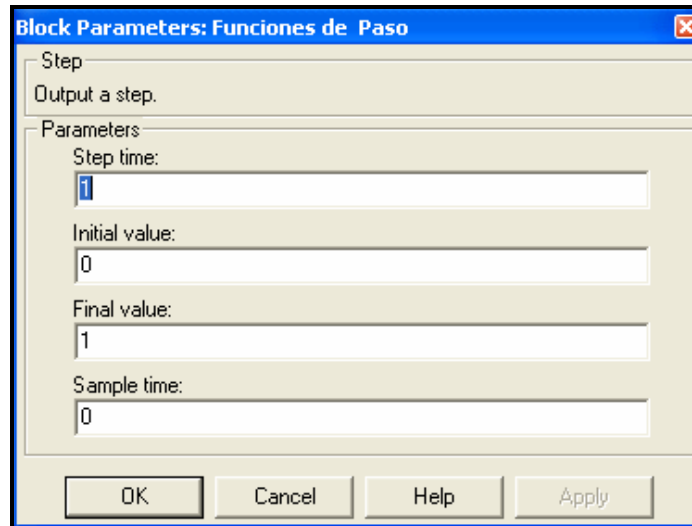 Block Parameters: Funciones de Paso
Step
Output a step.
Parameters
Step time:
1
Initial value:
0
Final value:
1
Sample time:
0
OK Cancel Help Apply